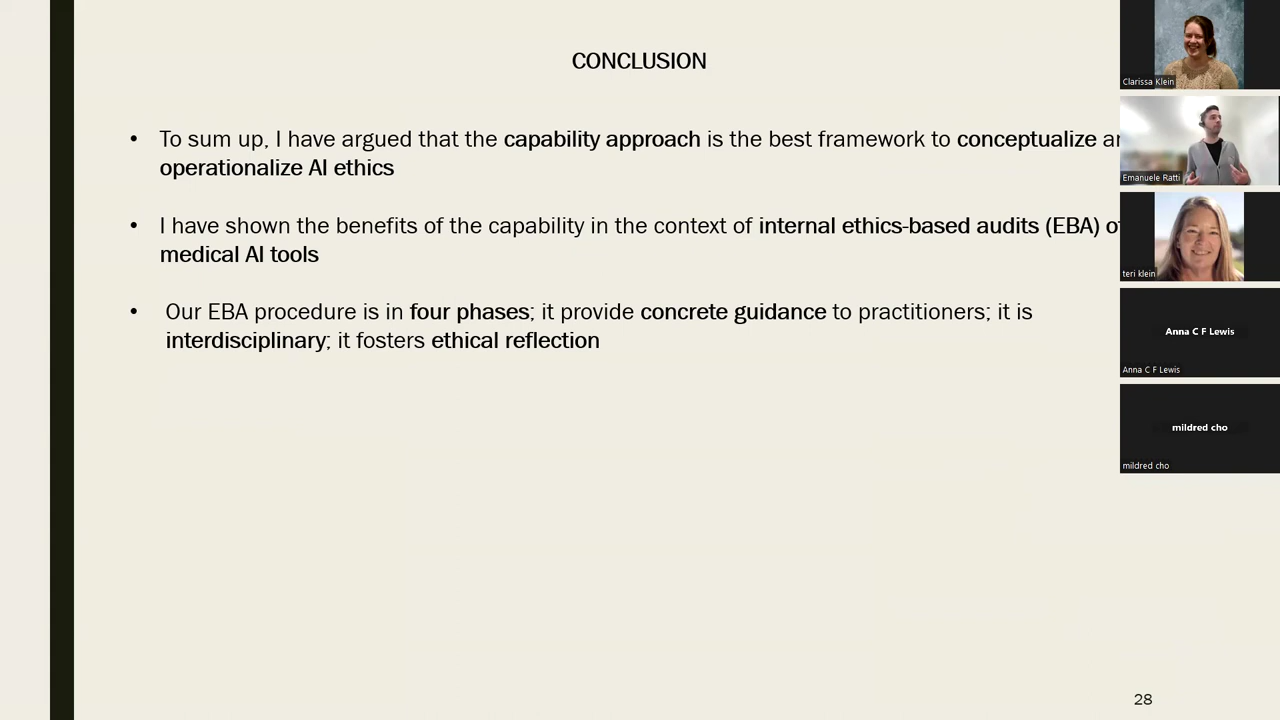 CONCLUSION
• To sum up, I have argued that the capability approach is the best framework to conceptualize
operationalize AI ethics
• I have shown the benefits of the capability in the context of internal ethics-based audits (EBA)
medical AI tools
• Our EBA procedure is in four phases; it provide concrete guidance to practitioners; it is
interdisciplinary; it fosters ethical reflection
28
Clarissa Klein
Emanuele Ratti
teri klein
Anna C F Lewis
Anna C F Lewis
mildred cho
mildred cho